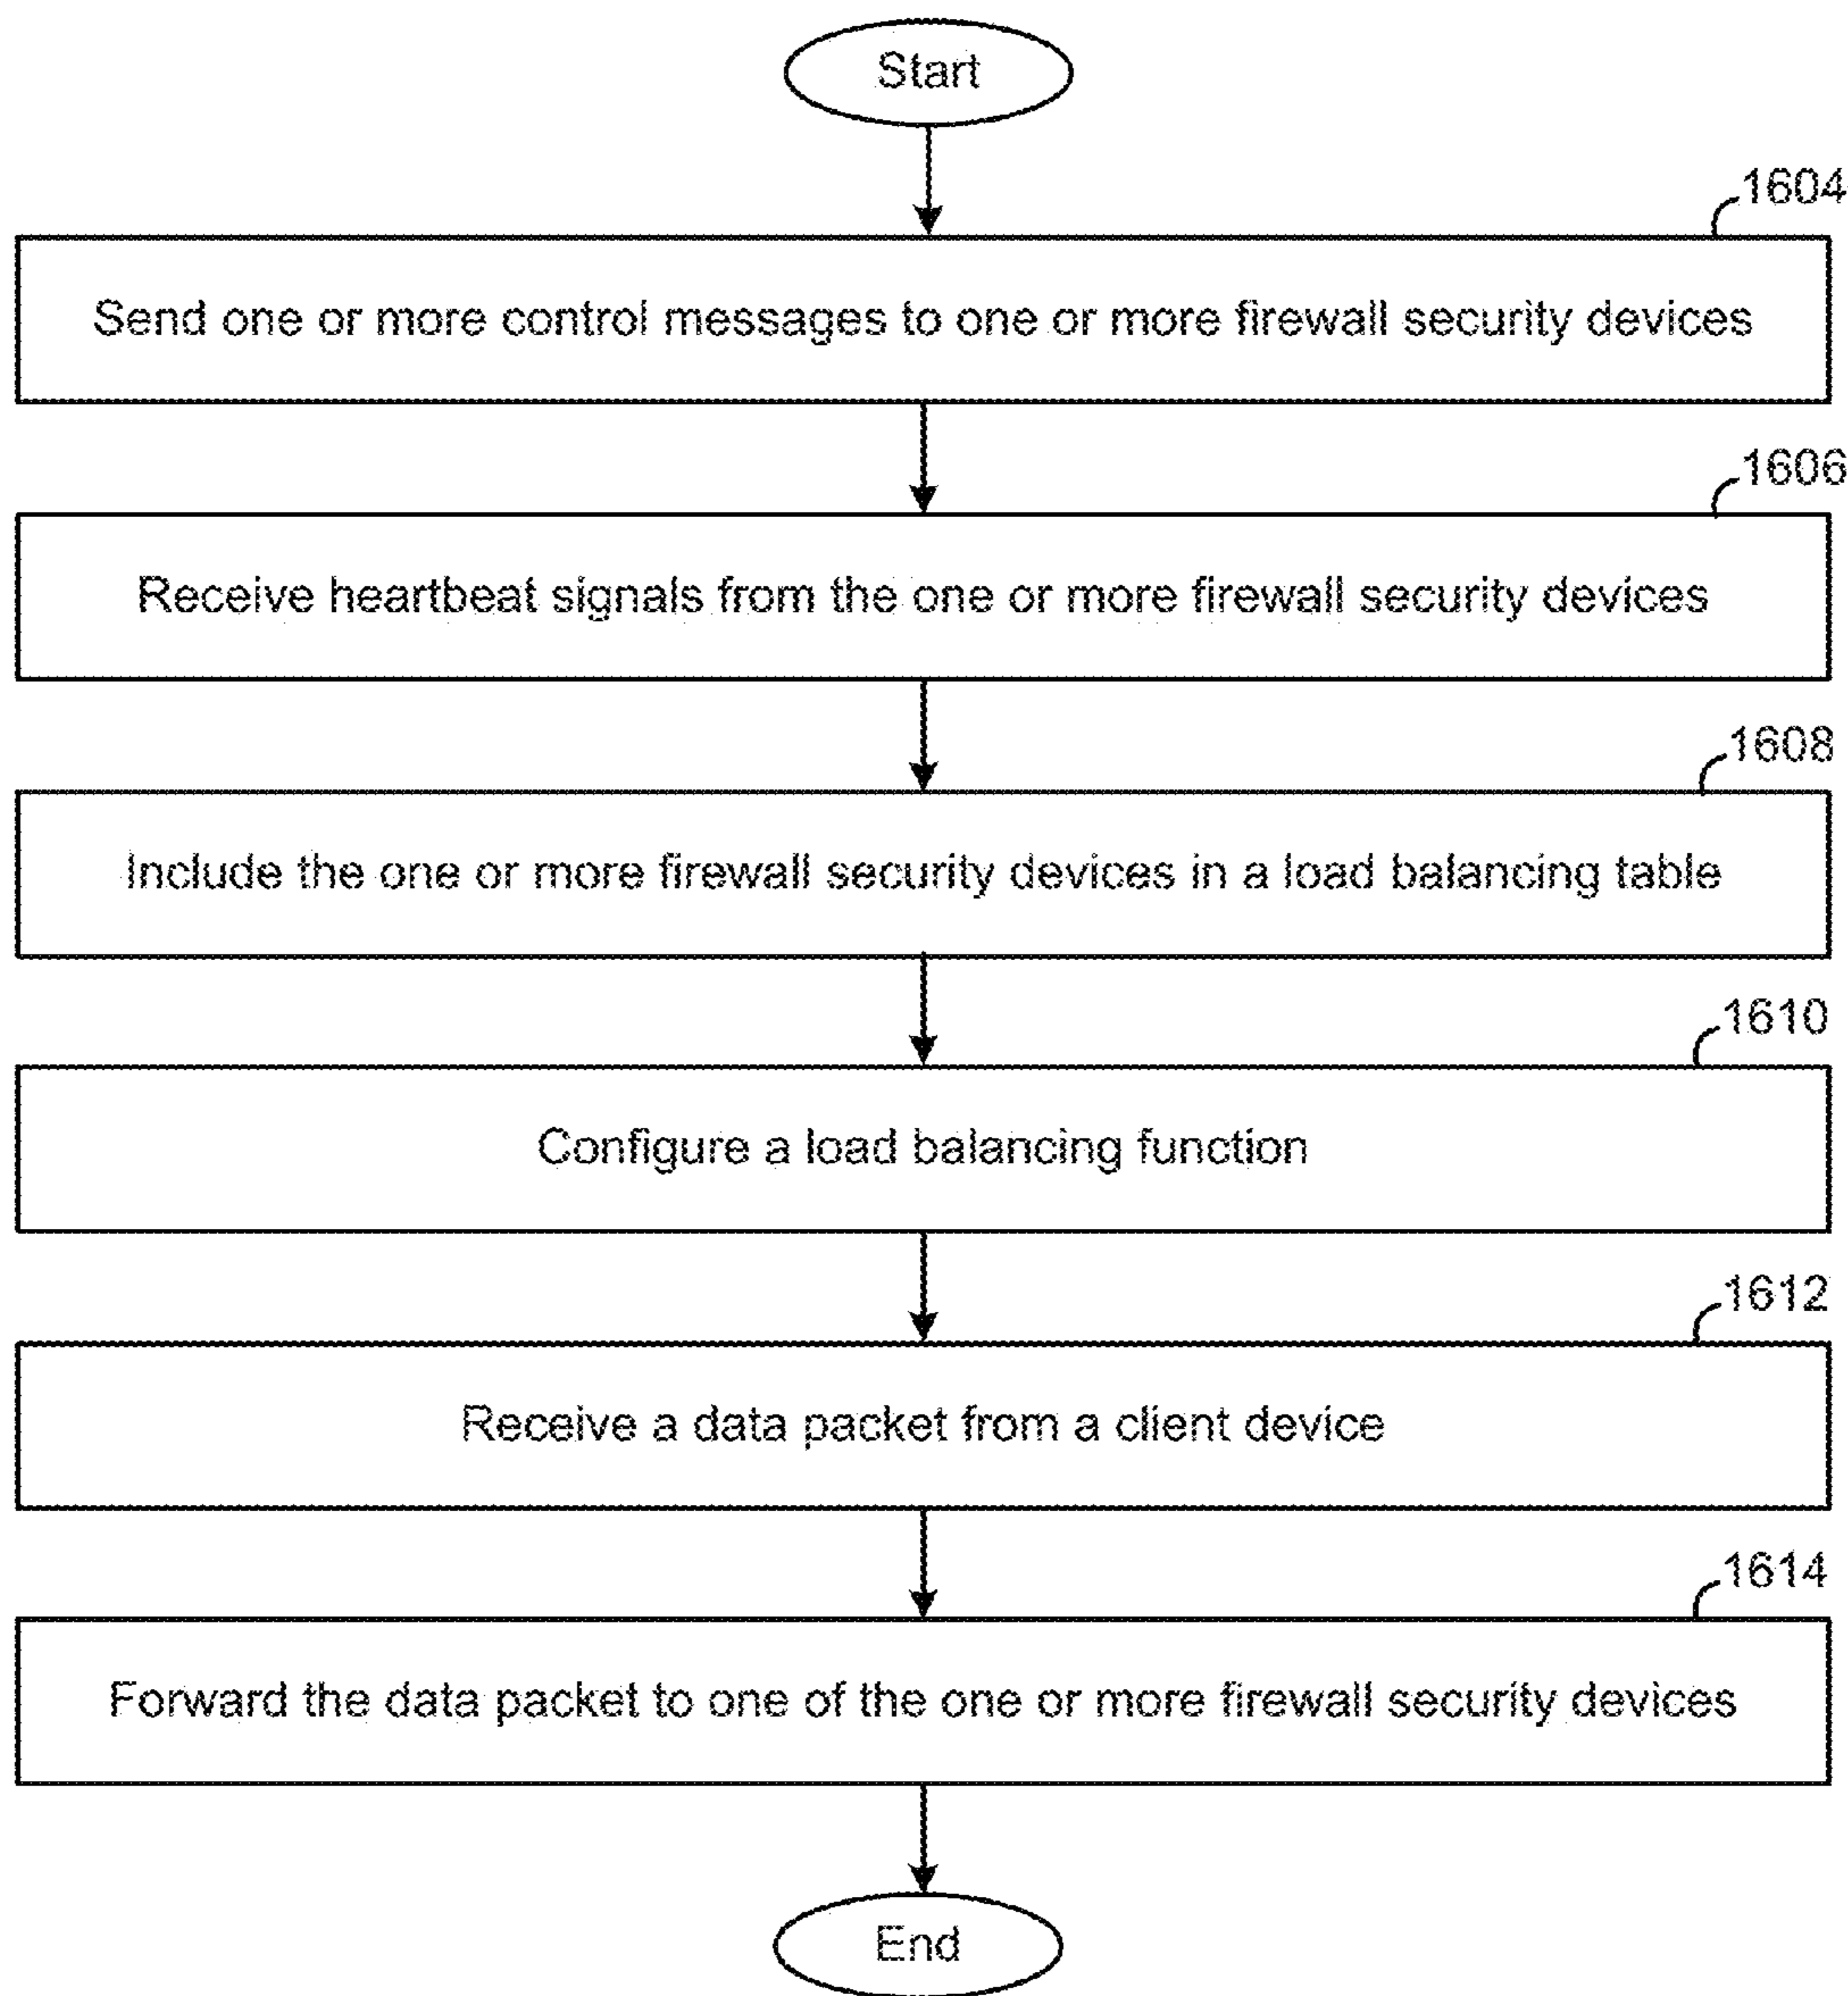 Start
1604
Send one or more control messages to one or more firewall security devices
1606
Receive heartbeat signals from the one or more firewall security devices
1608
Include the one or more firewall security devices in a load balancing table
1610
Configure a load balancing function
1612
Receive a data packet from a client device
1614
Forward the data packet to one of the one or more firewall security devices
End